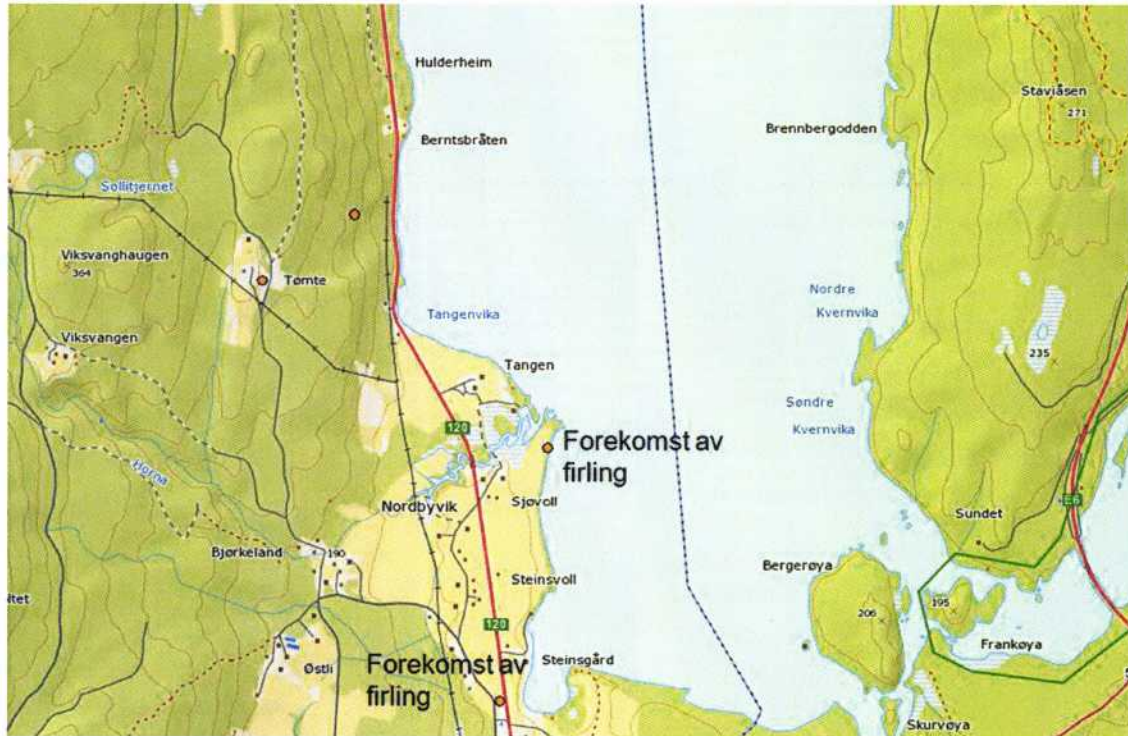 Hulderheim
Staviåsen
271
Brennbergodden
Berntsbråten
Sollitjernet
Viksvanghaugen
364
Tømte
Nordre
Kvernvika
Tangenvika
Viksvangen
235
Tangen
Søndre
Kvernvika
120
Forekomst av
firling
Horna
Nordbyvik
Sjøvoll
E6
Sundet
Bjørkeland
190
Steinsvoll
Bergerøya
ltet
206
195
120
Frankøya
Østli
Forekomst av
firling
Steinsgård
Skurvøya